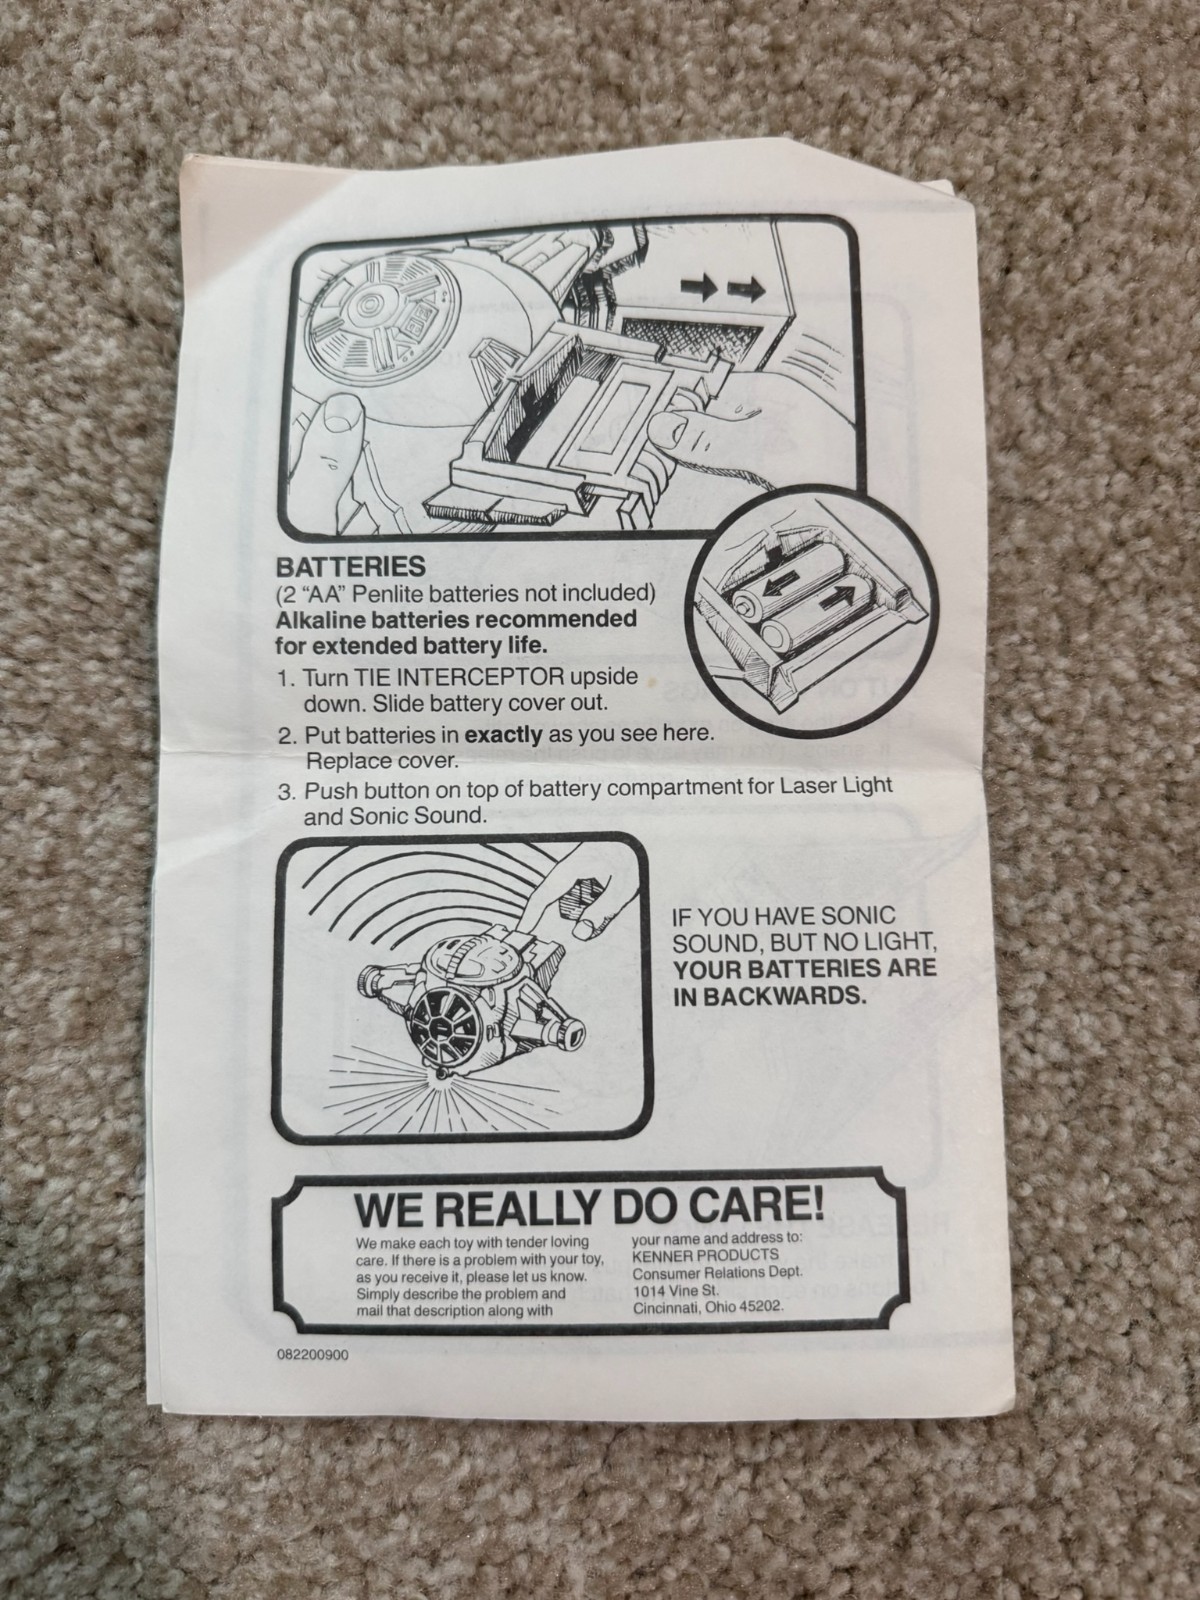 BATTERIES
(2 “AA” Penlite batteries not included)
Alkaline batteries recommended
for extended battery life.
1. Turn TIE INTERCEPTOR upside
down. Slide battery cover out.
2. Put batteries in exactly as you see here.
Replace cover.
3. Push button on top of battery compartment for Laser Light
and Sonic Sound.
IF YOU HAVE SONIC
SOUND, BUT NO LIGHT,
YOUR BATTERIES ARE
IN BACKWARDS.
WE REALLY DO CARE!
We make each toy with tender loving
care. If there is a problem with your toy,
as you receive it, please let us know.
Simply describe the problem and
mail that description along with
your name and address to:
KENNER PRODUCTS
Consumer Relations Dept.
1014 Vine St.
Cincinnati, Ohio 45202.
082200900